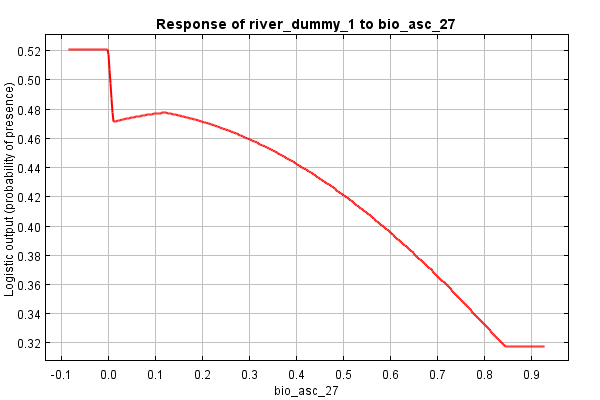 Response of river_dummy_1 to bio_asc_27
Logistic output (probability of presence)
0.52
0.50
0.48
0.46
0.44
0.42
0.40
0.38
0.36
0.34
0.32
-0.1 0.0 0.1 0.2 0.3 0.4 0.5 0.6 0.7 0.8 0.9
bio_asc_27